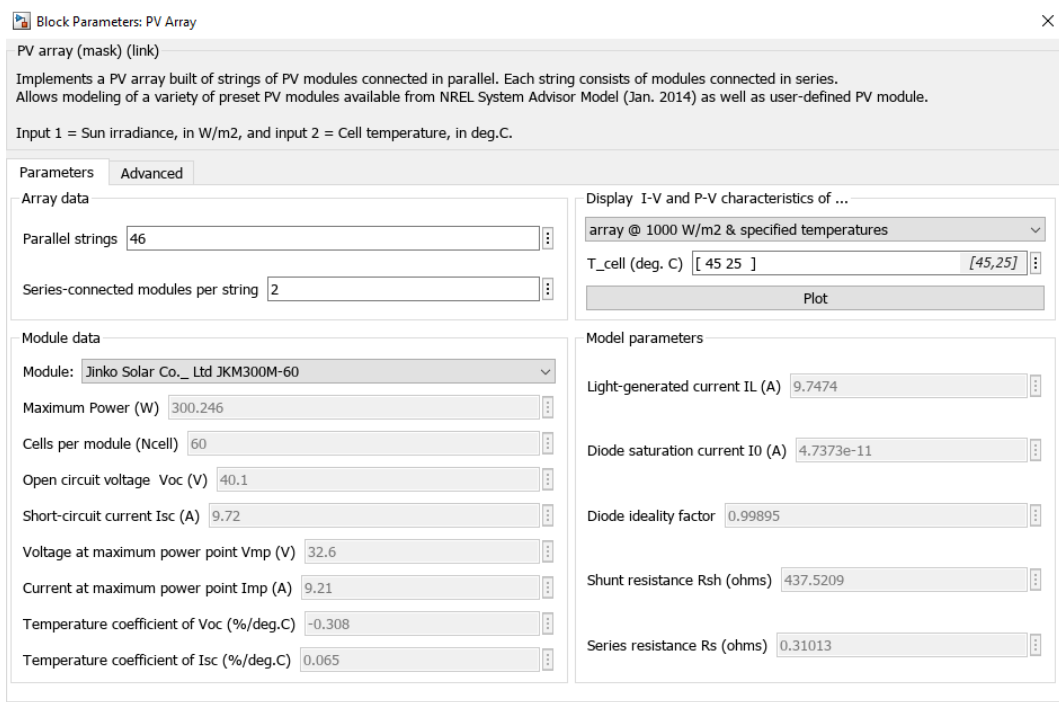 Block Parameters: PV Array
PV array (mask) (link)
Implements a PV array built of strings of PV modules connected in parallel. Each string consists of modules connected in series.
Allows modeling of a variety of preset PV modules available from NREL System Advisor Model (Jan. 2014) as well as user-defined PV module.
Input 1 = Sun irradiance, in W/m2, and input 2 = Cell temperature, in deg.C.
Parameters Advanced
Array data
Parallel strings 46
Series-connected modules per string 2
Display I-V and P-V characteristics of ...
array @ 1000 W/m2 & specified temperatures
T_cell (deg. C) [ 45 25 ] [45,25]
Plot
Module data
Module: Jinko Solar Co._ Ltd JKM300M-60
Maximum Power (W) 300.246
Cells per module (Ncell) 60
Open circuit voltage Voc (V) 40.1
Short-circuit current Isc (A) 9.72
Voltage at maximum power point Vmp (V) 32.6
Current at maximum power point Imp (A) 9.21
Temperature coefficient of Voc (%/deg.C) -0.308
Temperature coefficient of Isc (%/deg.C) 0.065
Model parameters
Light-generated current IL (A) 9.7474
Diode saturation current I0 (A) 4.7373e-11
Diode ideality factor 0.99895
Shunt resistance Rsh (ohms) 437.5209
Series resistance Rs (ohms) 0.31013